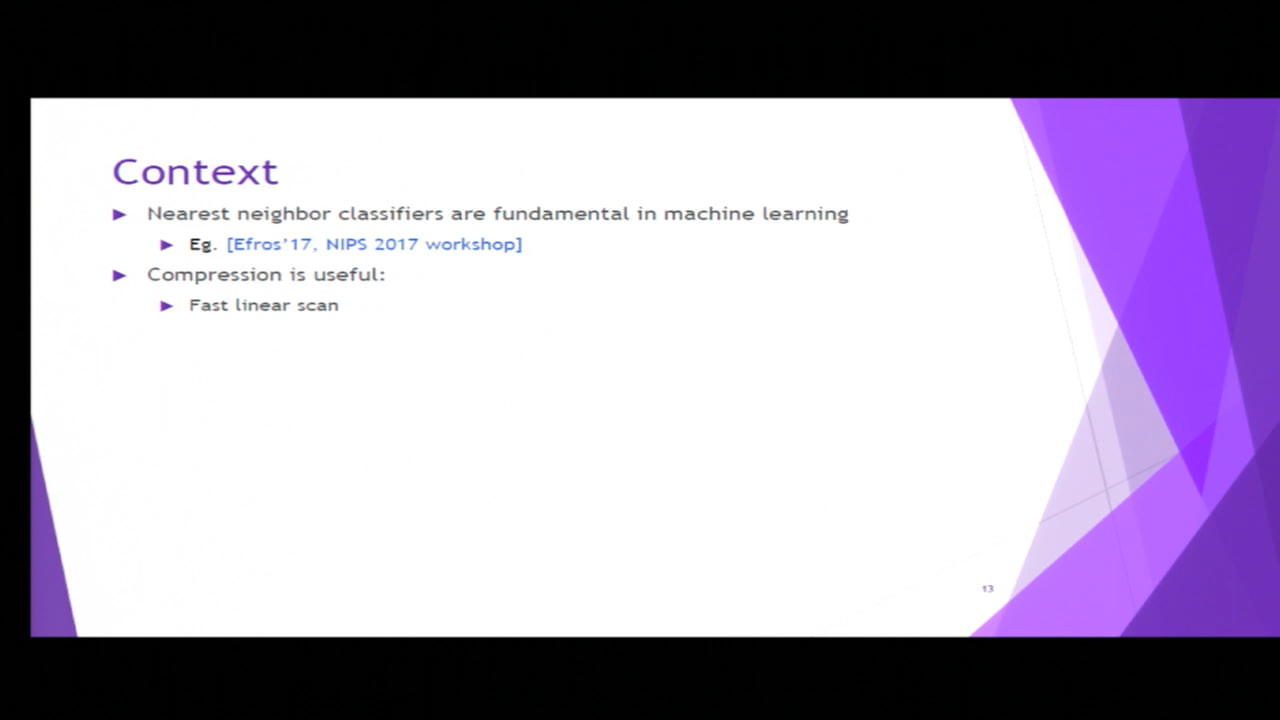 Context
Nearest neighbor classifiers are fundamental in machine learning
Eg. [Efros'17, NIPS 2017 workshop]
Compression is useful:
Fast linear scan
13